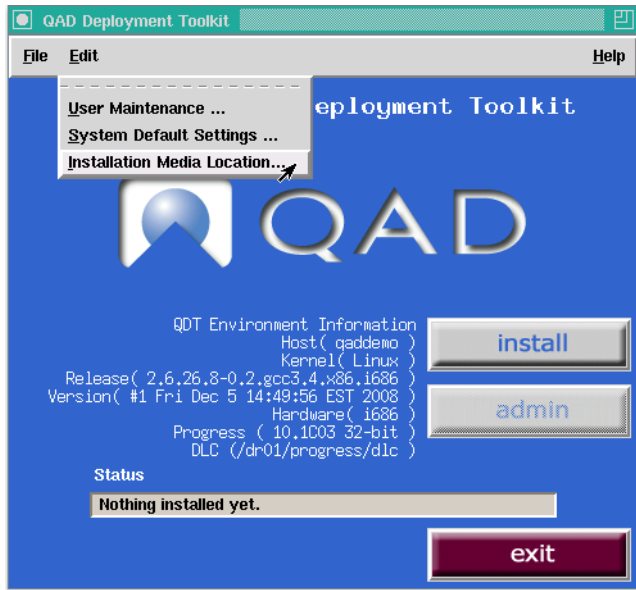 QAD Deployment Toolkit
File Edit Help
User Maintenance ...
System Default Settings ...
Installation Media Location...
eployment Toolkit
QAD
QDT Environment Information
Host( qaddemo )
Kernel( Linux )
Release( 2.6.26.8-0.2.gcc3.4.x86.i686 )
Version( #1 Fri Dec 5 14:49:56 EST 2008 )
Hardware( i686 )
Progress ( 10.1C03 32-bit )
DLC (/dr01/progress/dlc )
install
admin
Status
Nothing installed yet.
exit